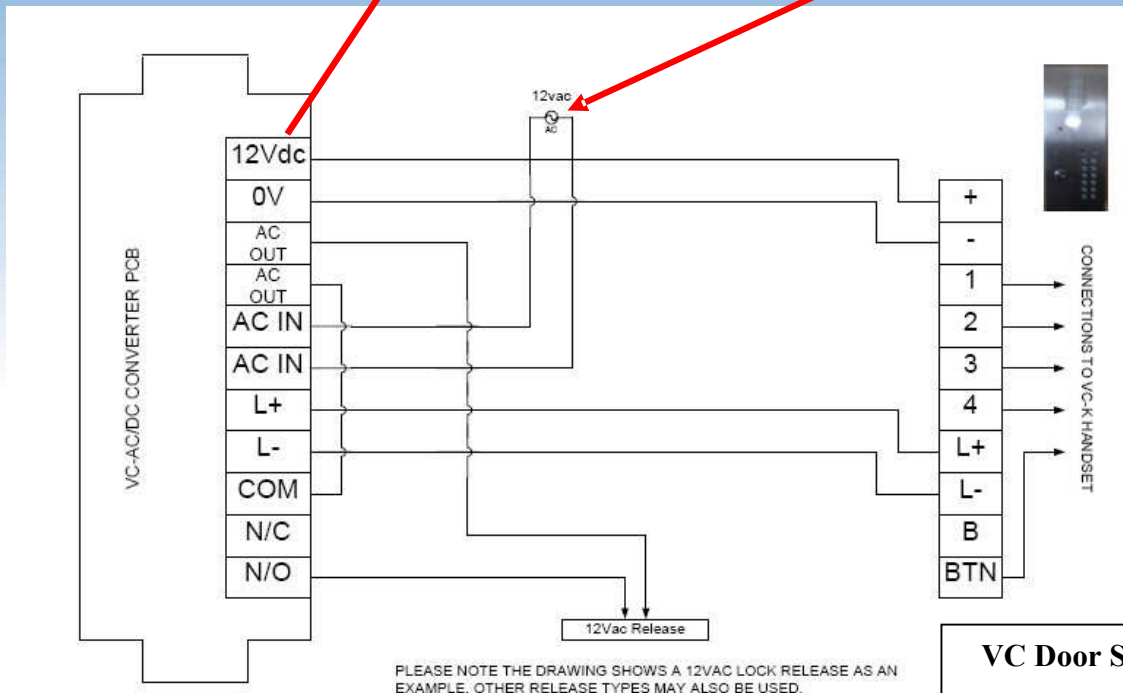 12vac
AC
VC-AC/DC CONVERTER PCB
12Vdc
0V
AC
OUT
AC
OUT
AC IN
AC IN
L+
L-
COM
N/C
N/O
+
-
1
2
3
4
L+
L-
B
BTN
CONNECTIONS TO VC-K HANDSET
12Vac Release
VC Door S
PLEASE NOTE THE DRAWING SHOWS A 12VAC LOCK RELEASE AS AN
EXAMPLE. OTHER RELEASE TYPES MAY ALSO BE USED.